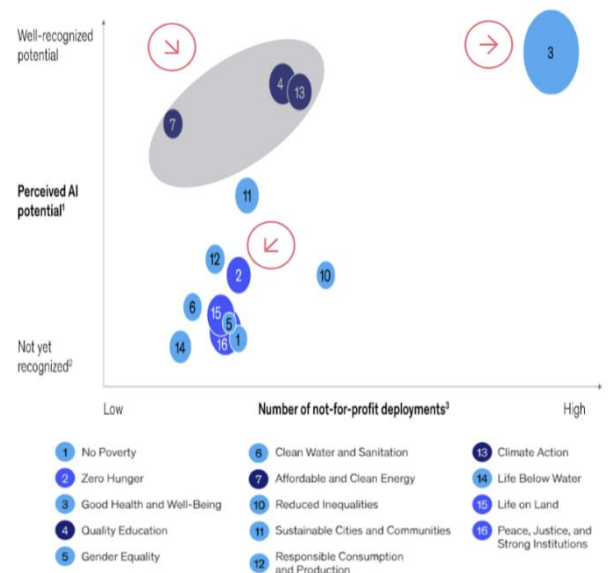 Well-recognized
potential
3
4
13
7
Perceived AI
potential¹
11
12
2
10
6
15
5
16
1
14
Not yet
recognized²
Low
Number of not-for-profit deployments³
High
1 No Poverty
2 Zero Hunger
3 Good Health and Well-Being
4 Quality Education
5 Gender Equality
6 Clean Water and Sanitation
7 Affordable and Clean Energy
10 Reduced Inequalities
11 Sustainable Cities and Communities
12 Responsible Consumption
and Production
13 Climate Action
14 Life Below Water
15 Life on Land
16 Peace, Justice, and
Strong Institutions